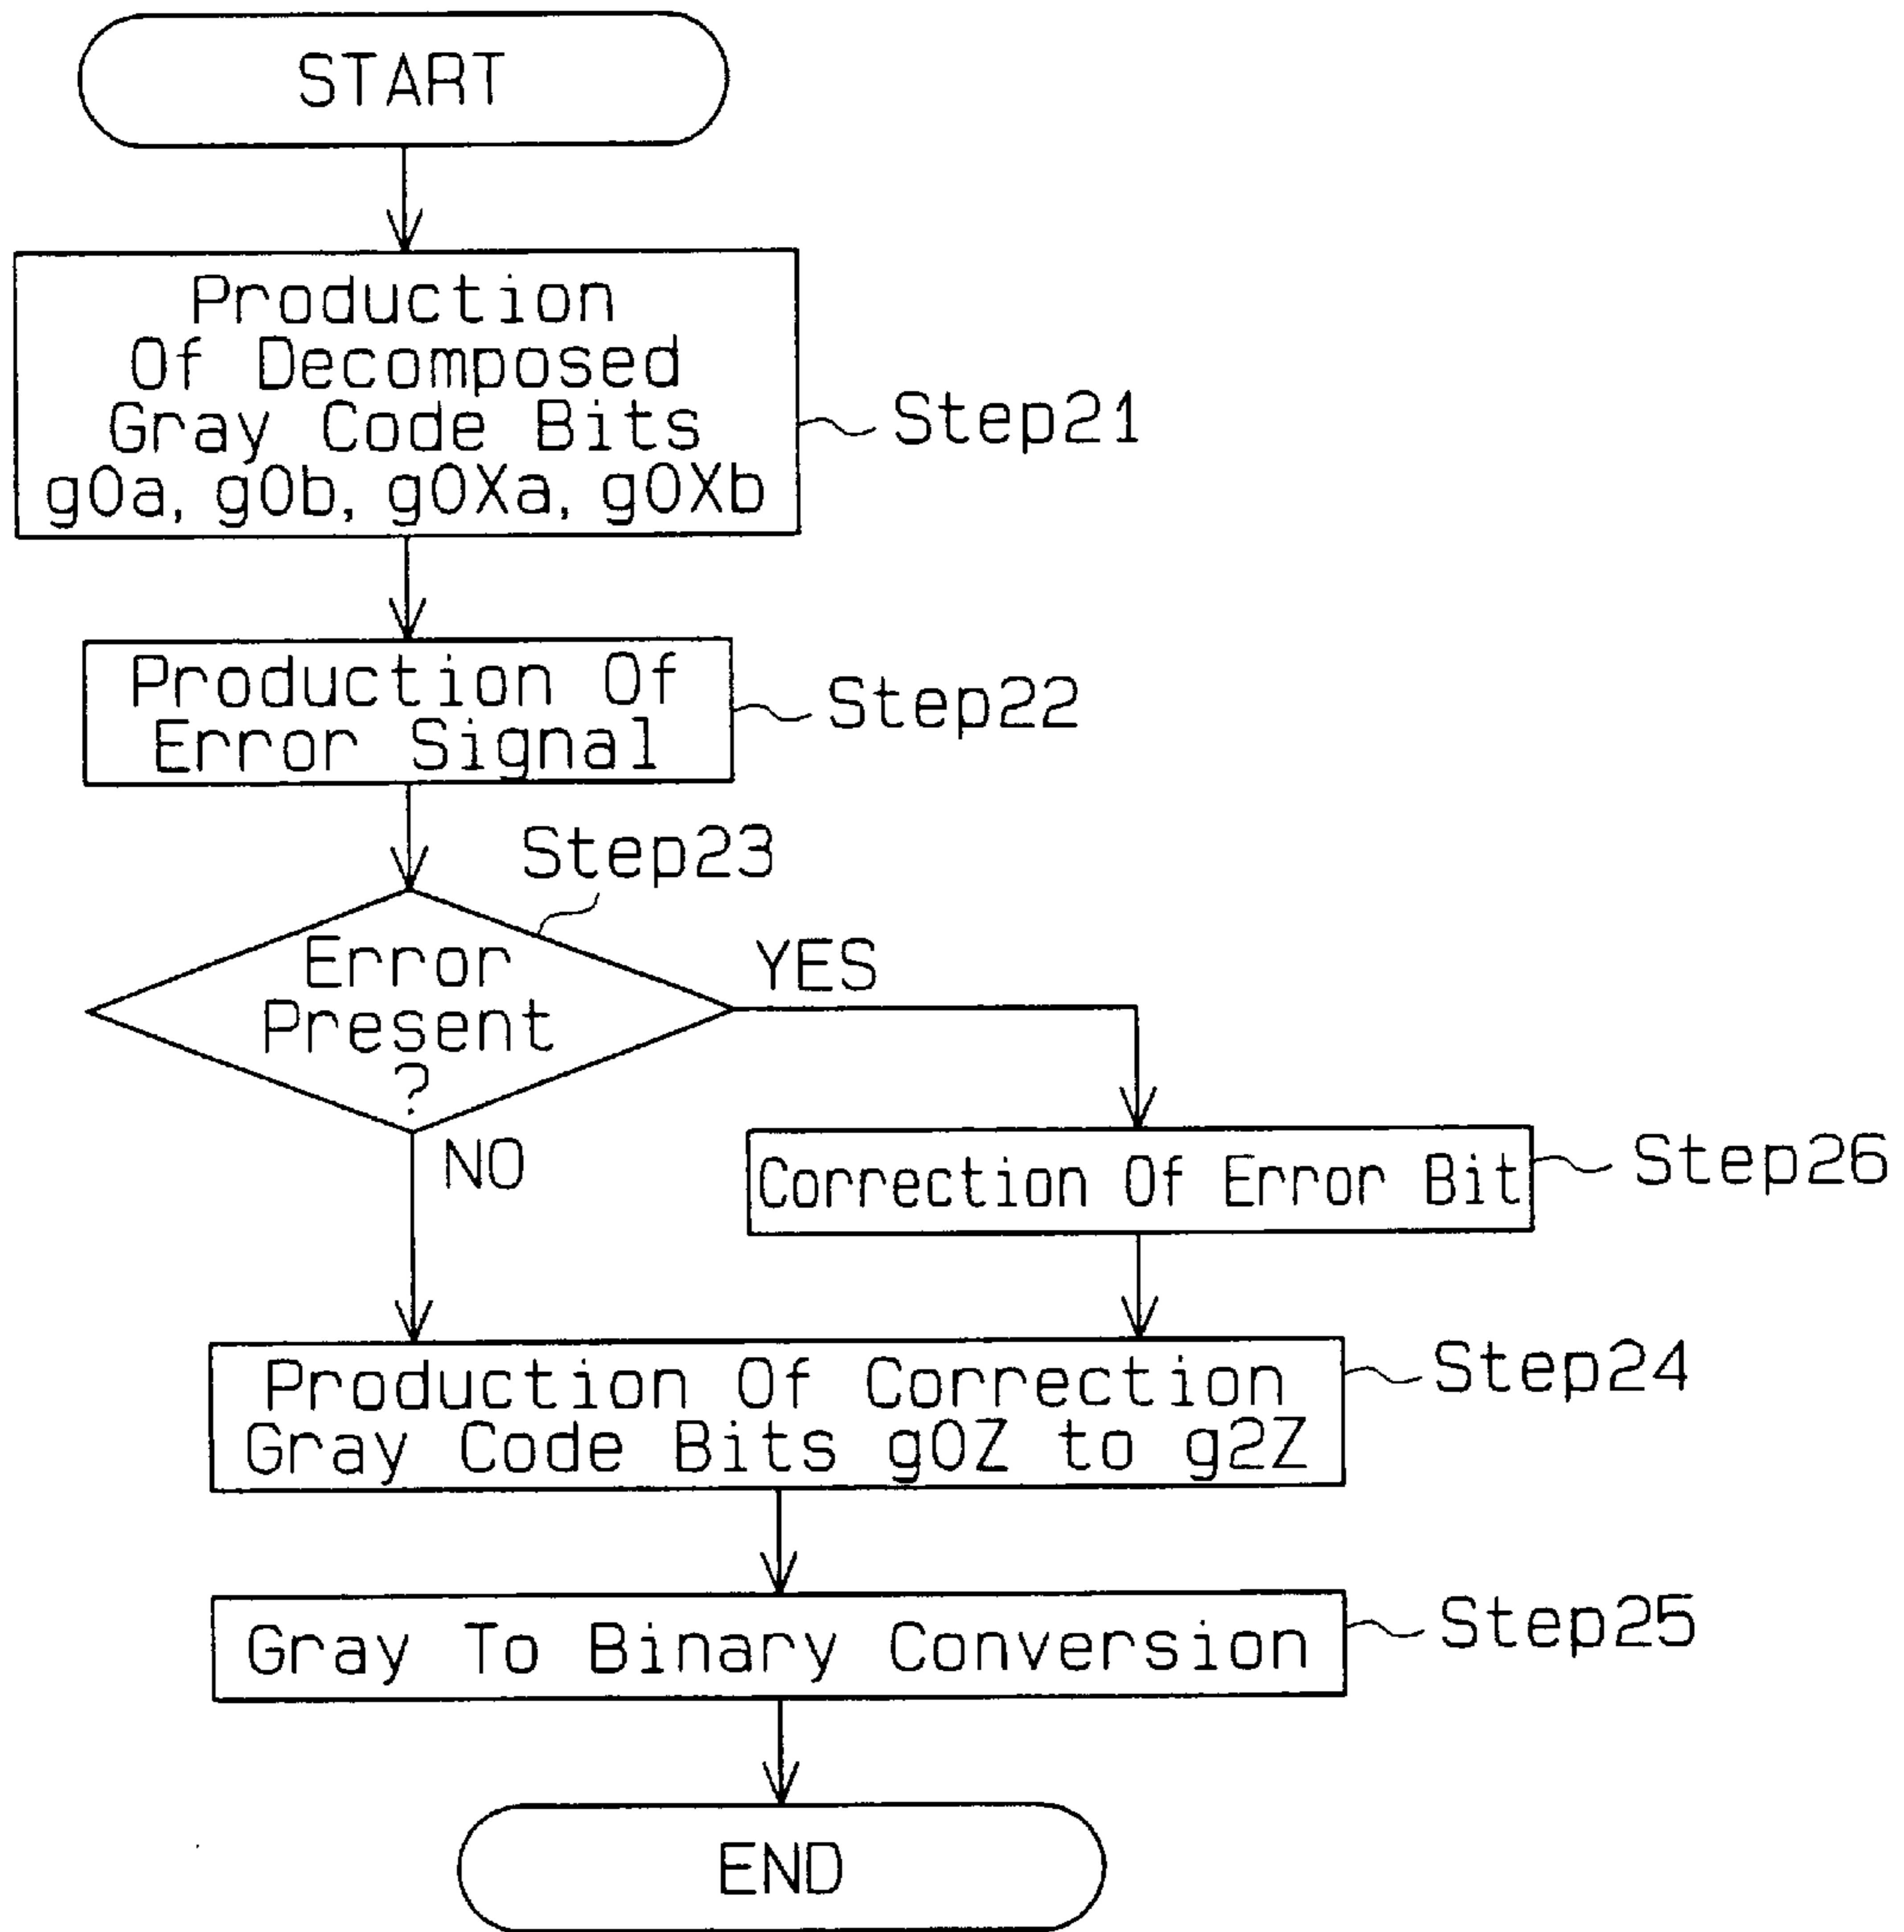 START
Production
Of Decomposed
Gray Code Bits
g0a, g0b, g0Xa, g0Xb
Step21
Production Of
Error Signal
Step22
Step23
Error
Present
?
YES
NO
Correction Of Error Bit
Step26
Production Of Correction
Gray Code Bits g0Z to g2Z
Step24
Gray To Binary Conversion
Step25
END